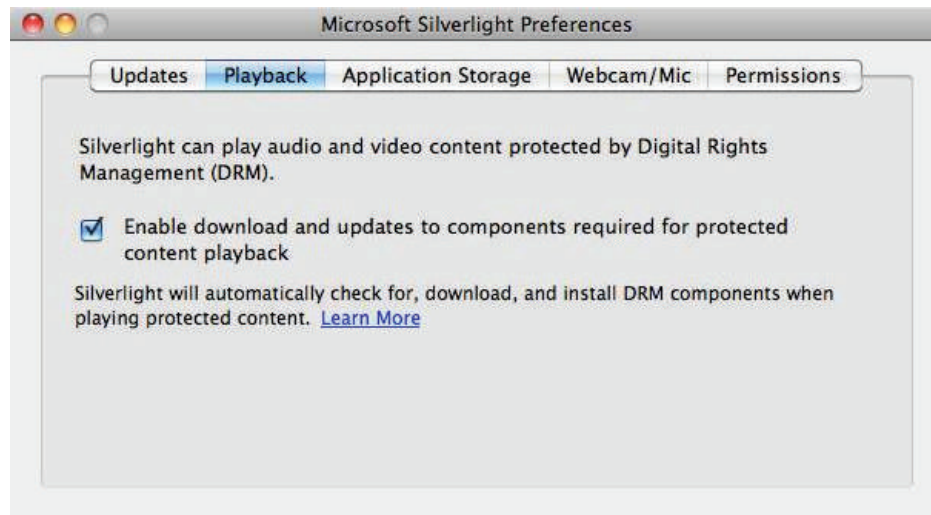 Microsoft Silverlight Preferences
Updates Playback Application Storage Webcam/Mic Permissions
Silverlight can play audio and video content protected by Digital Rights
Management (DRM).
Enable download and updates to components required for protected
content playback
Silverlight will automatically check for, download, and install DRM components when
playing protected content. Learn More